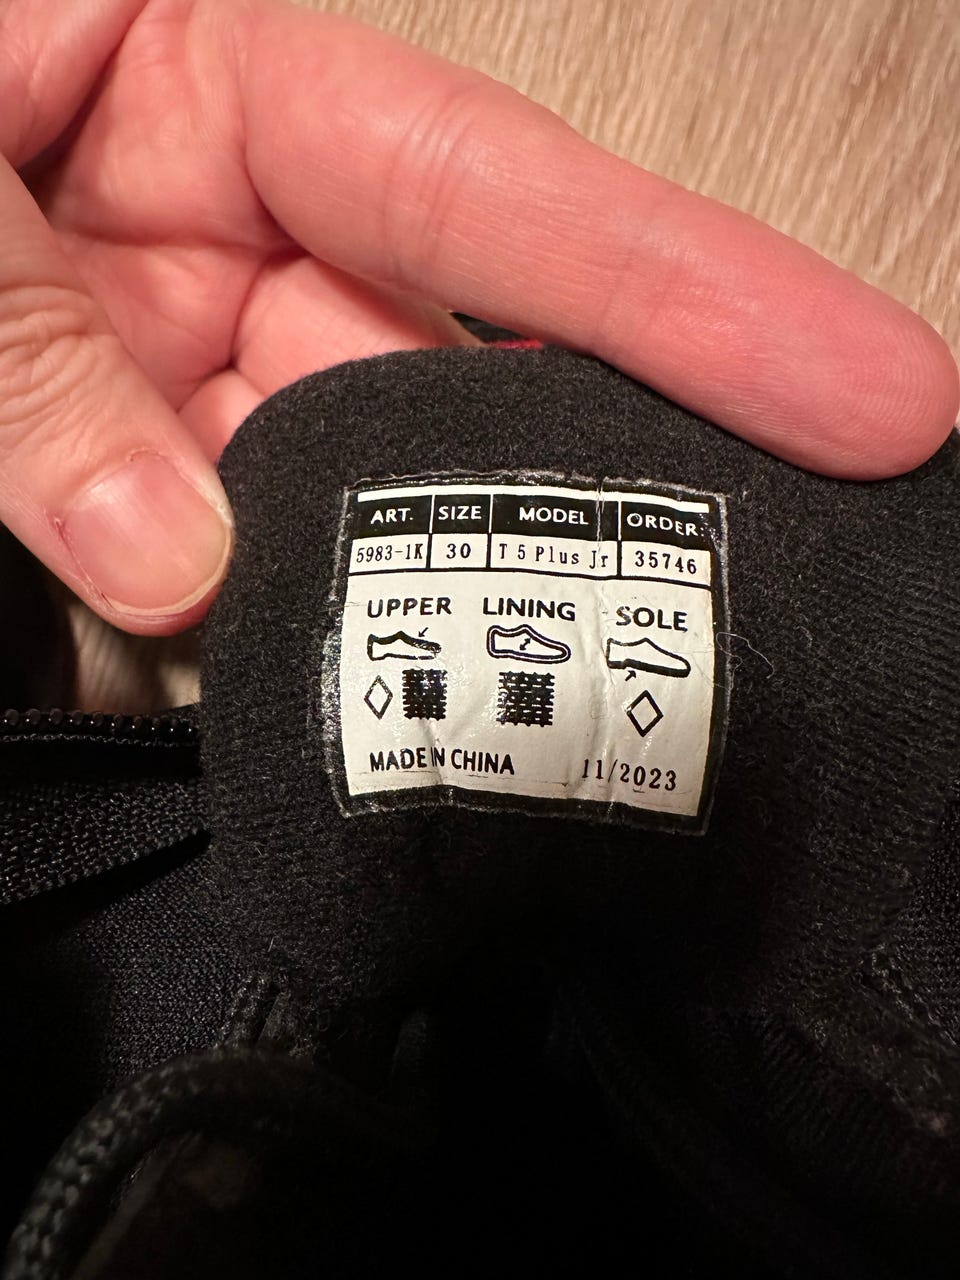 ART. SIZE MODEL ORDER:
5983-1K 30 T 5 Plus Jr 35746
UPPER LINING SOLE
MADE IN CHINA 11/2023